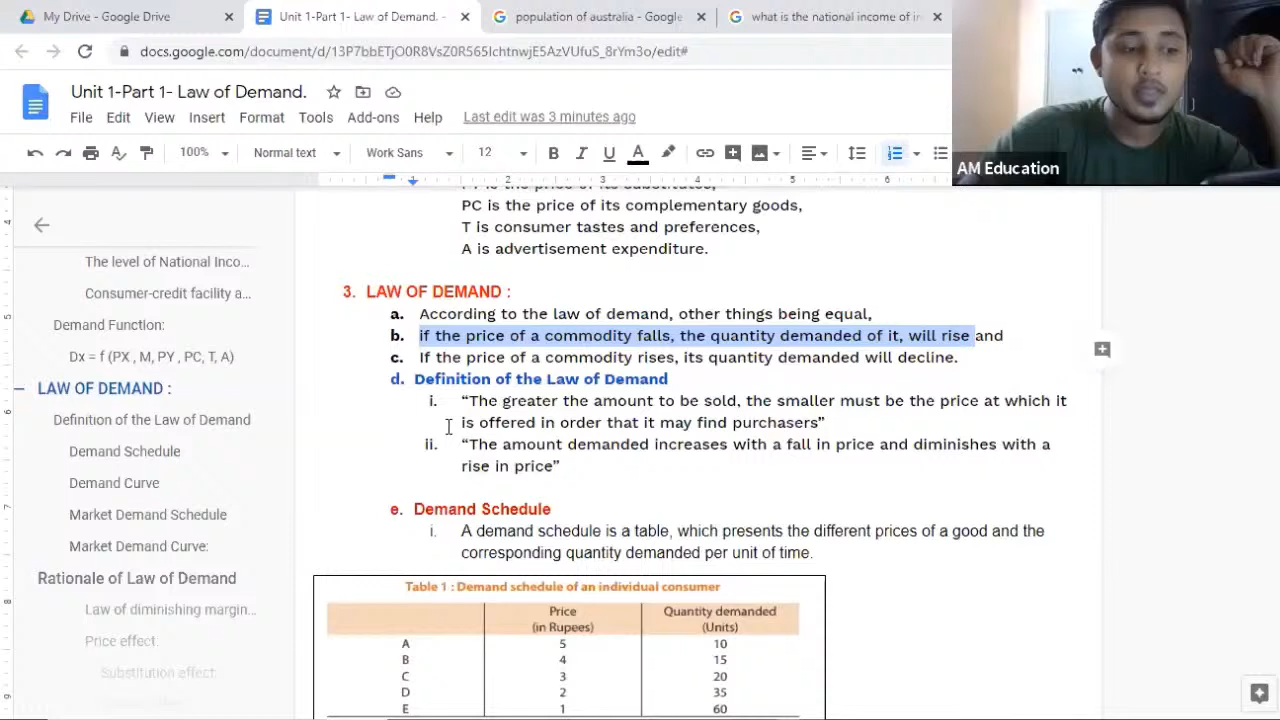 My Drive - Google Drive
Unit 1-Part 1- Law of Demand. -
population of australia - Google
what is the national income of in
docs.google.com/document/d/13P7bbETjO0R8VsZ0R565IchtnwjE5AzVUfuS_8rYm3o/edit#
Unit 1-Part 1- Law of Demand.
File Edit View Insert Format Tools Add-ons Help Last edit was 3 minutes ago
100% Normal text Work Sans 12 B I U A
AM Education
1 2 3 4 5 6
PC is the price of its complementary goods,
T is consumer tastes and preferences,
A is advertisement expenditure.
3. LAW OF DEMAND :
a. According to the law of demand, other things being equal,
b. if the price of a commodity falls, the quantity demanded of it, will rise and
c. If the price of a commodity rises, its quantity demanded will decline.
d. Definition of the Law of Demand
i. “The greater the amount to be sold, the smaller must be the price at which it
is offered in order that it may find purchasers”
ii. “The amount demanded increases with a fall in price and diminishes with a
rise in price”
e. Demand Schedule
i. A demand schedule is a table, which presents the different prices of a good and the
corresponding quantity demanded per unit of time.
Table 1 : Demand schedule of an individual consumer
Price (in Rupees) Quantity demanded (Units)
A 5 10
B 4 15
C 3 20
D 2 35
E 1 60
The level of National Inco...
Consumer-credit facility a...
Demand Function:
Dx = f (PX , M, PY , PC, T, A)
LAW OF DEMAND :
Definition of the Law of Demand
Demand Schedule
Demand Curve
Market Demand Schedule
Market Demand Curve:
Rationale of Law of Demand
Law of diminishing margin...
Price effect:
Substitution effect: